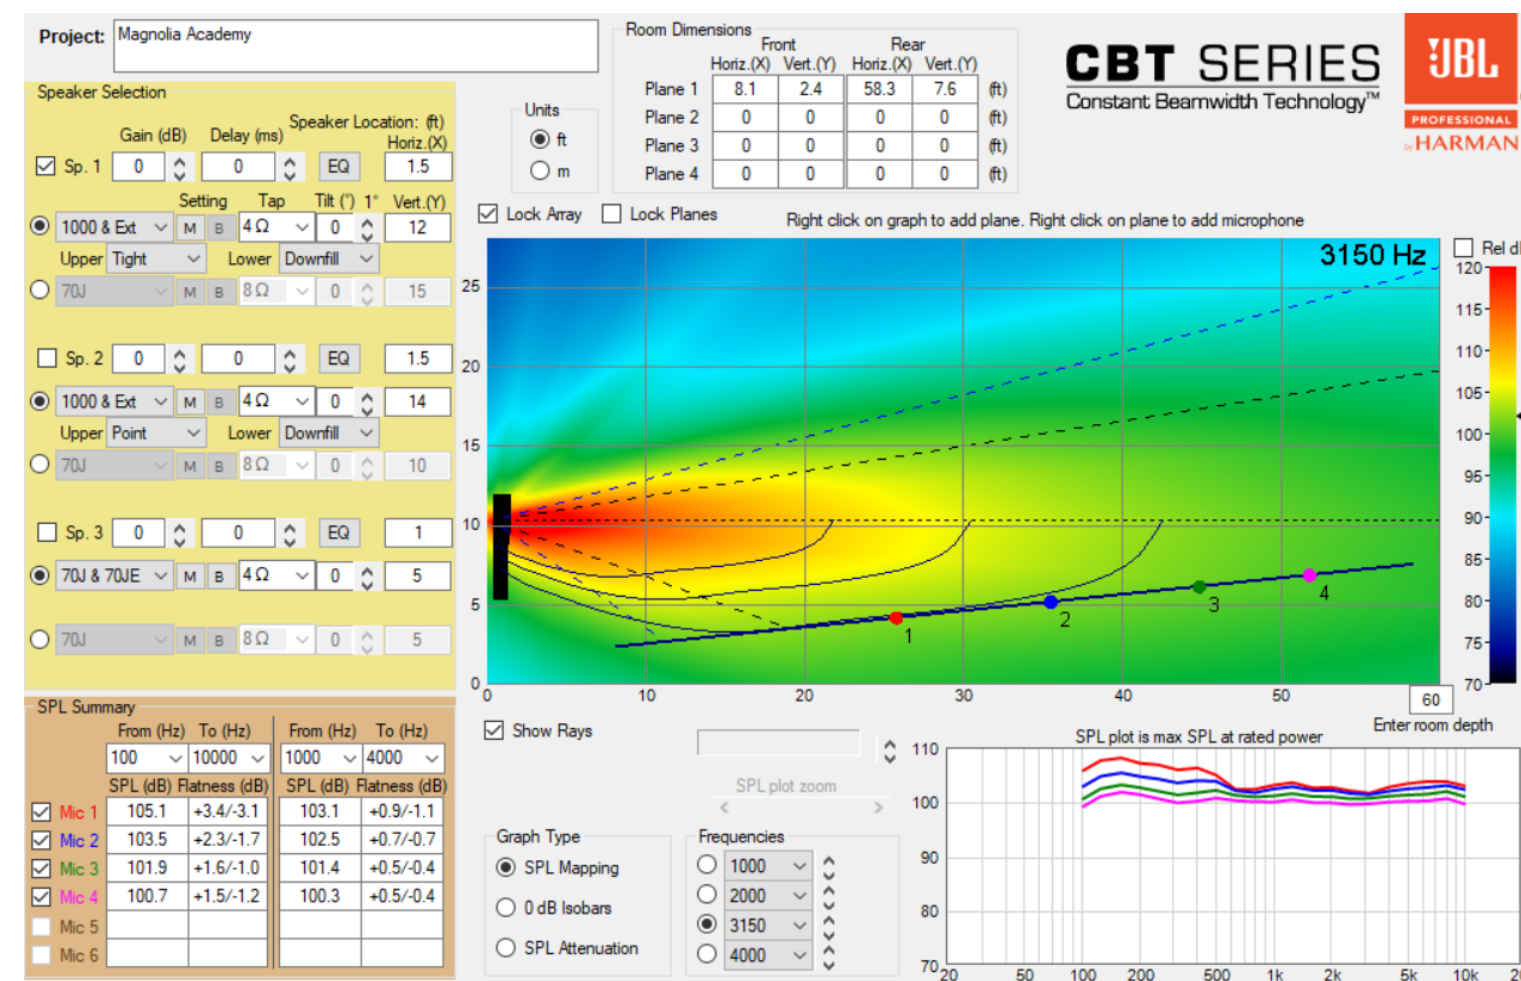 Project: Magnolia Academy
Room Dimensions
Front Rear
Horiz.(X) Vert.(Y) Horiz.(X) Vert.(Y)
Plane 1 8.1 2.4 58.3 7.6 (ft)
Plane 2 0 0 0 0 (ft)
Plane 3 0 0 0 0 (ft)
Plane 4 0 0 0 0 (ft)
Units
ft
m
CBT SERIES
Constant Beamwidth Technology™
JBL
PROFESSIONAL
by HARMAN
Speaker Selection
Gain (dB) Delay (ms) Speaker Location: (ft)
Horiz.(X)
Sp. 1 0 0 EQ 1.5
Setting Tap Tilt (°) 1° Vert.(Y)
1000 & Ext M B 4 Ω 0 12
Upper Tight Lower Downfill
70J M B 8 Ω 0 15
Sp. 2 0 0 EQ 1.5
1000 & Ext M B 4 Ω 0 14
Upper Point Lower Downfill
70J M B 8 Ω 0 10
Sp. 3 0 0 EQ 1
70J & 70JE M B 4 Ω 0 5
70J M B 8 Ω 0 5
Lock Array Lock Planes Right click on graph to add plane. Right click on plane to add microphone
3150 Hz
Rel d
25
20
15
10
5
0
0 10 20 30 40 50 60
1 2 3 4
120
115
110
105
100
95
90
85
80
75
70
Enter room depth
SPL Summary
From (Hz) To (Hz) From (Hz) To (Hz)
100 10000 1000 4000
SPL (dB) Flatness (dB) SPL (dB) Flatness (dB)
Mic 1 105.1 +3.4/-3.1 103.1 +0.9/-1.1
Mic 2 103.5 +2.3/-1.7 102.5 +0.7/-0.7
Mic 3 101.9 +1.6/-1.0 101.4 +0.5/-0.4
Mic 4 100.7 +1.5/-1.2 100.3 +0.5/-0.4
Mic 5
Mic 6
Show Rays
SPL plot zoom
Graph Type
SPL Mapping
0 dB Isobars
SPL Attenuation
Frequencies
1000
2000
3150
4000
SPL plot is max SPL at rated power
110
100
90
80
70
20 50 100 200 500 1k 2k 5k 10k 2